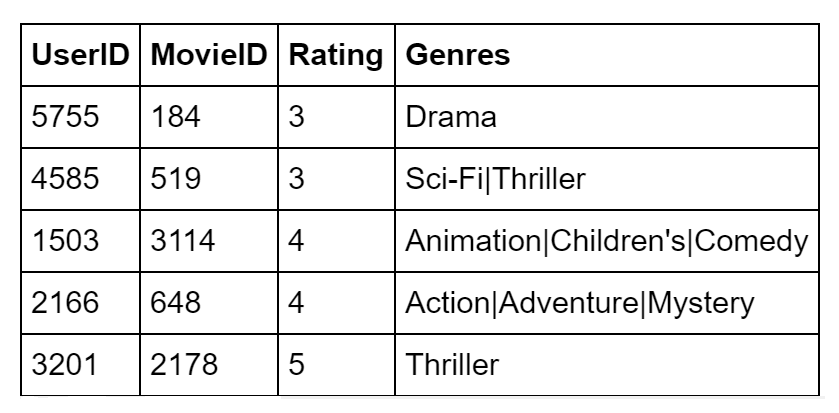 UserID MovieID Rating Genres
5755 184 3 Drama
4585 519 3 Sci-Fi|Thriller
1503 3114 4 Animation|Children's|Comedy
2166 648 4 Action|Adventure|Mystery
3201 2178 5 Thriller